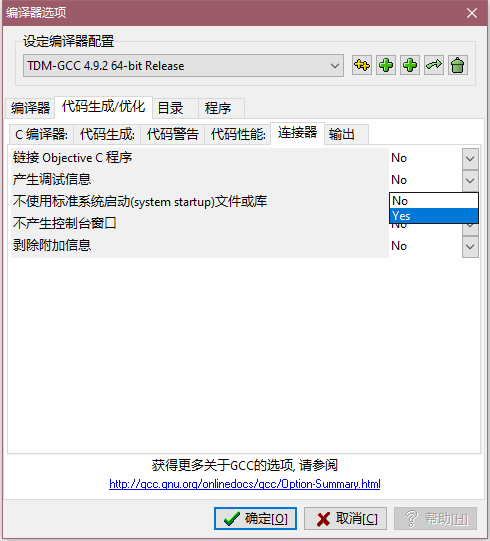 编译器选项
设定编译器配置
TDM-GCC 4.9.2 64-bit Release
编译器 代码生成/优化 目录 程序
C 编译器: 代码生成: 代码警告 代码性能: 连接器 输出
链接 Objective C 程序 No
产生调试信息 No
不使用标准系统启动(system startup)文件或库 No
Yes
不产生控制台窗口 No
剥除附加信息 No
获得更多关于GCC的选项, 请参阅
http://gcc.gnu.org/onlinedocs/gcc/Option-Summary.html
确定[O] 取消[C] 帮助[H]